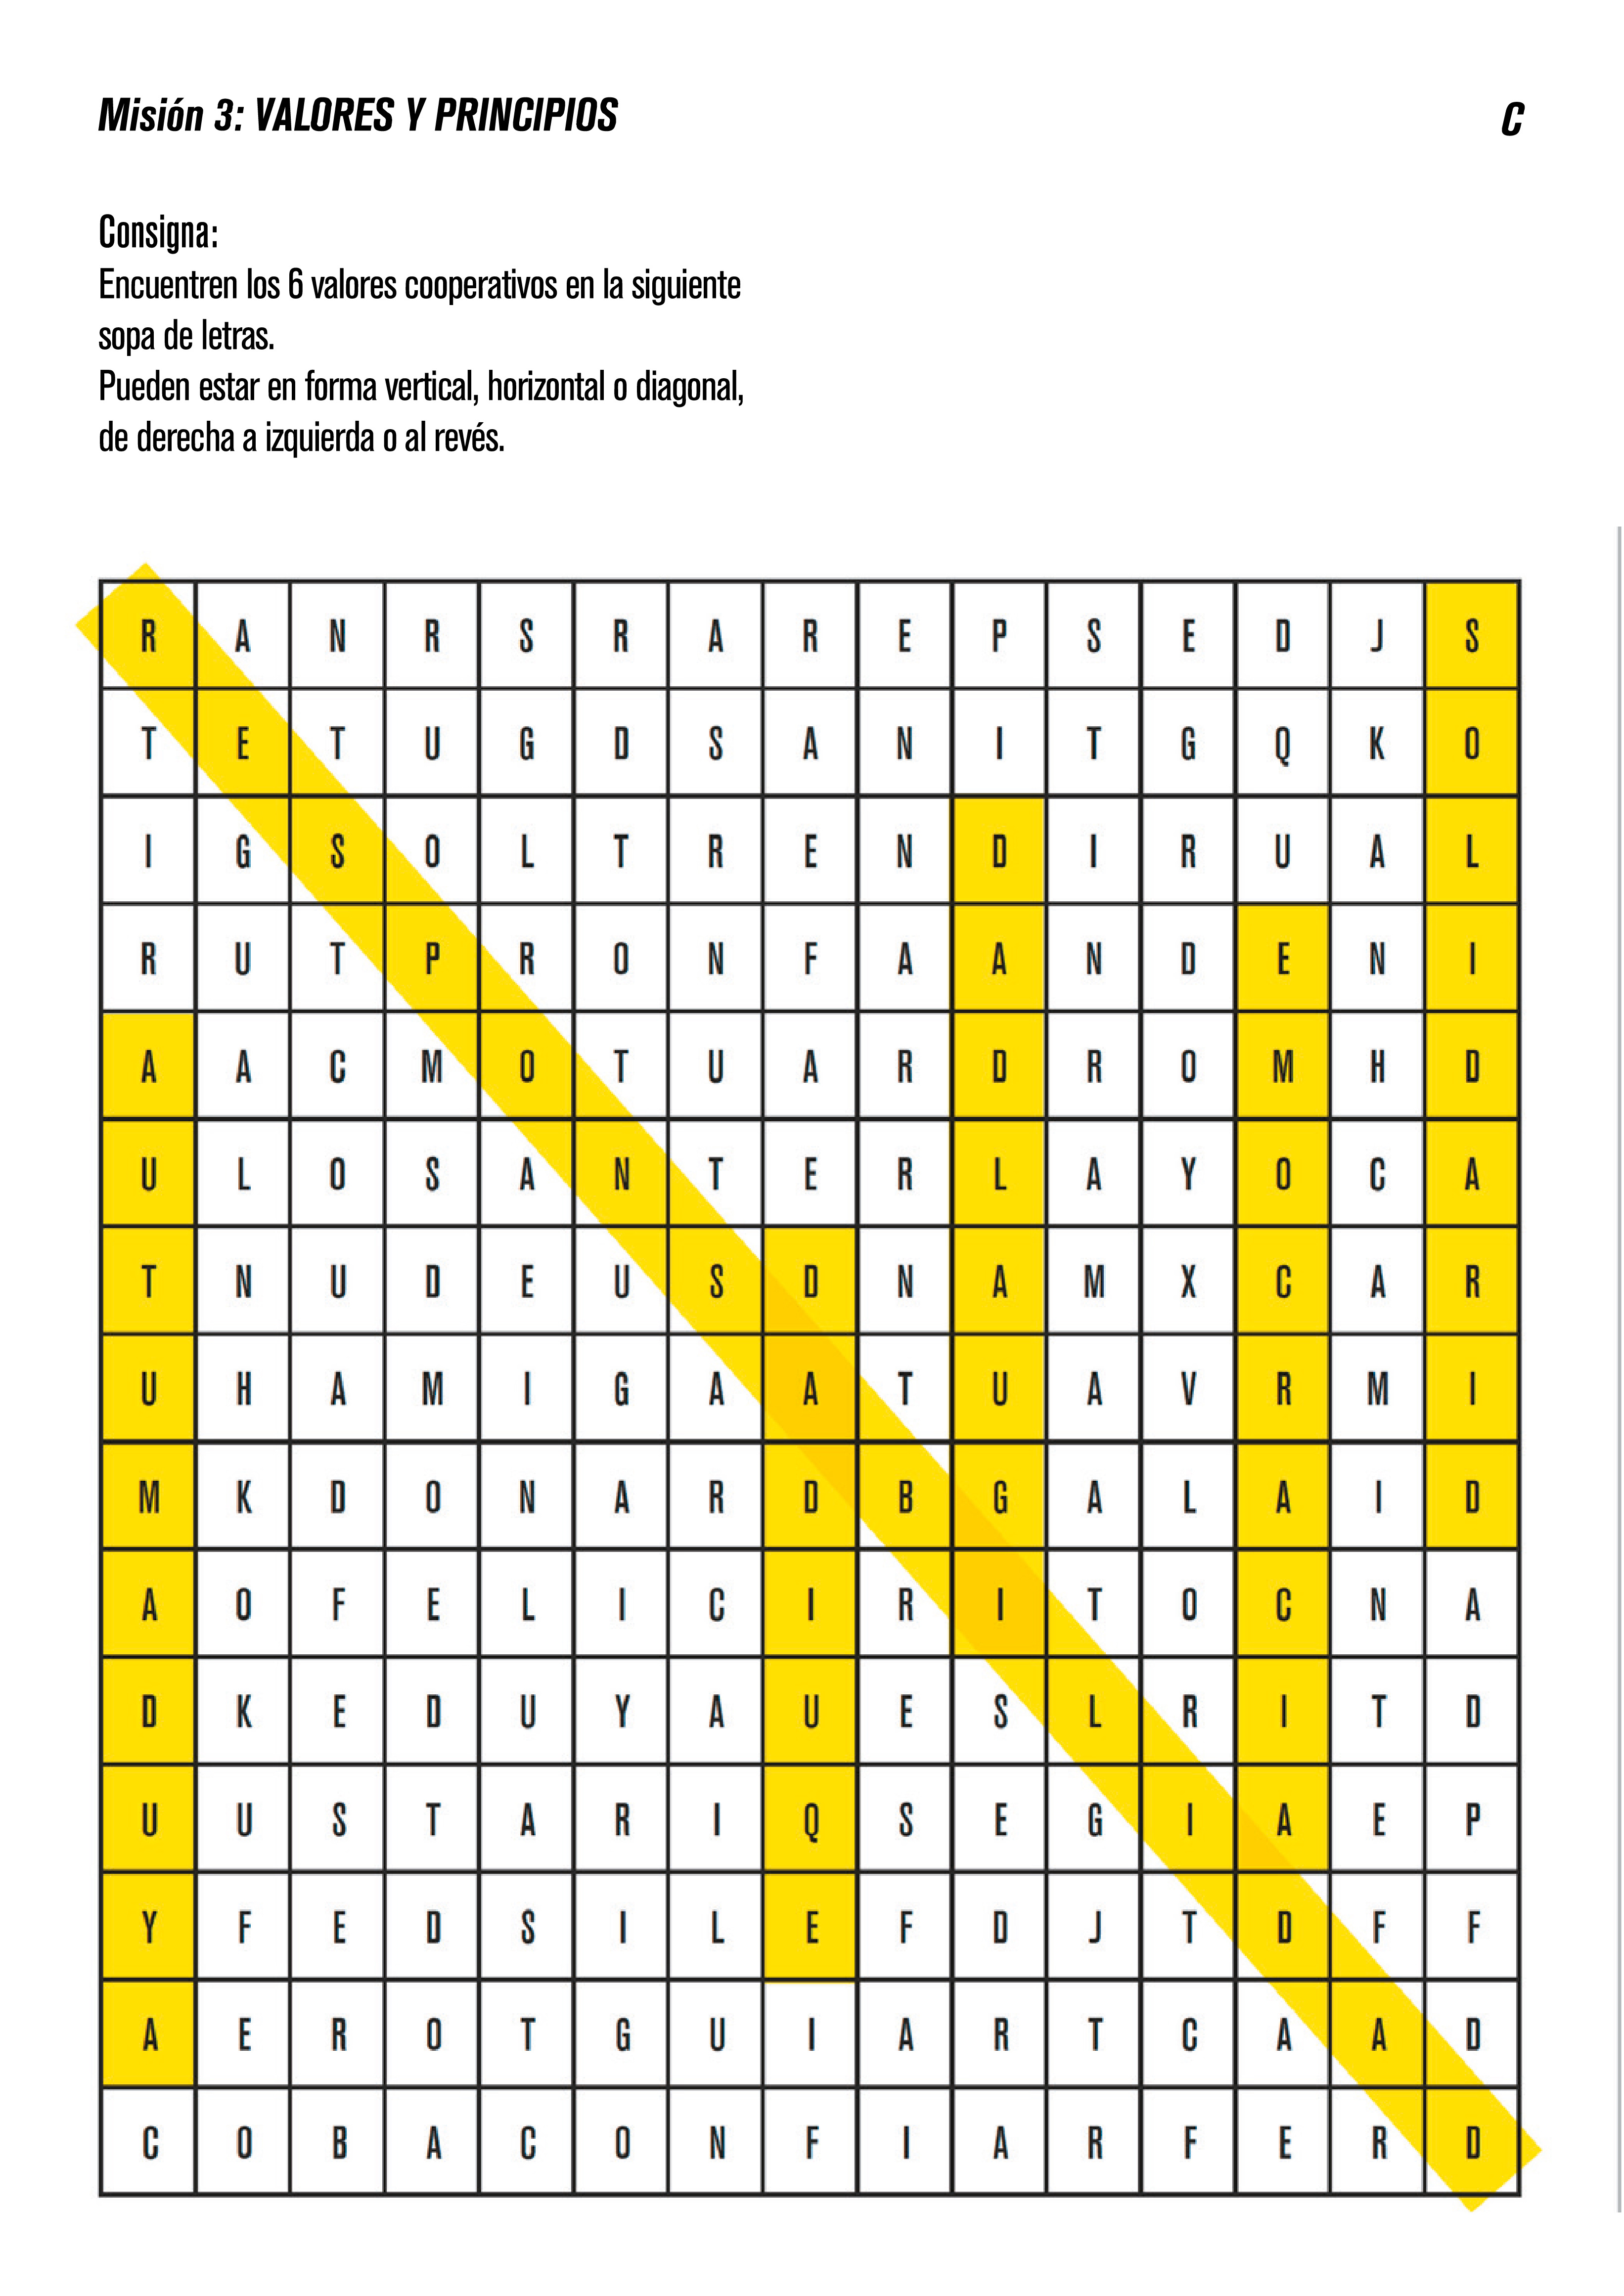 Misión 3: VALORES Y PRINCIPIOS
C
Consigna:
Encuentren los 6 valores cooperativos en la siguiente
sopa de letras.
Pueden estar en forma vertical, horizontal o diagonal,
de derecha a izquierda o al revés.
R A N R S R A R E P S E D J S
T E T U G D S A N I T G Q K O
I G S O L T R E N D I R U A L
R U T P R O N F A A N D E N I
A A C M O T U A R D R O M H D
U L O S A N T E R L A Y O C A
T N U D E U S D N A M X C A R
U H A M I G A A T U A V R M I
M K D O N A R D B G A L A I D
A O F E L I C I R I T O C N A
D K E D U Y A U E S L R I T D
U U S T A R I Q S E G I A E P
Y F E D S I L E F D J T D F F
A E R O T G U I A R T C A A D
C O B A C O N F I A R F E R D